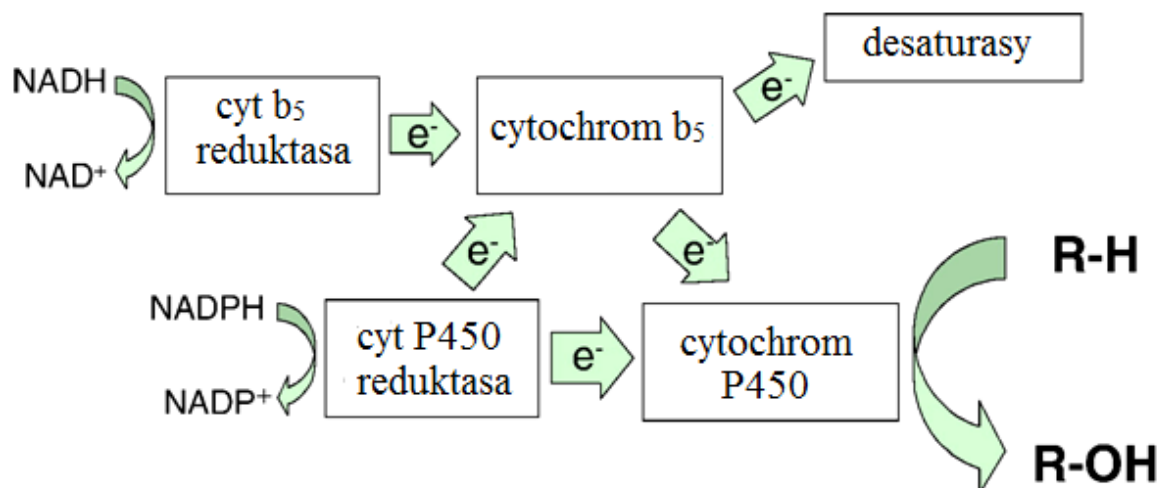 desaturasy
NADH
NAD⁺
cyt b₅
reduktasa
e⁻
cytochrom b₅
e⁻
e⁻
e⁻
R-H
NADPH
NADP⁺
cyt P450
reduktasa
e⁻
cytochrom
P450
R-OH